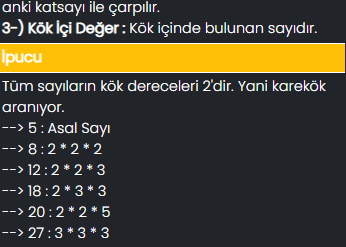 anki katsayı ile çarpılır.
3-) Kök İçi Değer : Kök içinde bulunan sayıdır.
İpucu
Tüm sayıların kök dereceleri 2'dir. Yani karekök
aranıyor.
--> 5 : Asal Sayı
--> 8 : 2 * 2 * 2
--> 12 : 2 * 2 * 3
--> 18 : 2 * 3 * 3
--> 20 : 2 * 2 * 5
--> 27 : 3 * 3 * 3